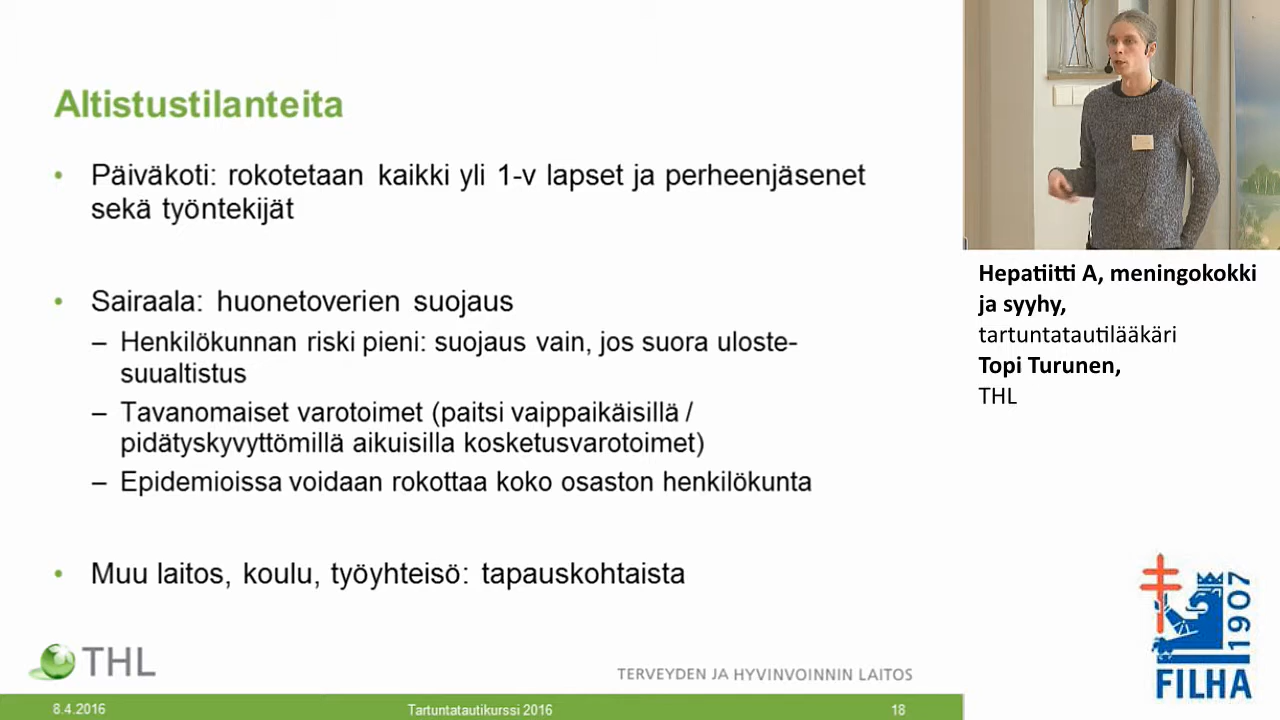 Altistustilanteita
• Päiväkoti: rokotetaan kaikki yli 1-v lapset ja perheenjäsenet
sekä työntekijät
• Sairaala: huonetoverien suojaus
– Henkilökunnan riski pieni: suojaus vain, jos suora uloste-
suualtistus
– Tavanomaiset varotoimet (paitsi vaippaikäisillä /
pidätyskyvyttömillä aikuisilla kosketusvarotoimet)
– Epidemioissa voidaan rokottaa koko osaston henkilökunta
• Muu laitos, koulu, työyhteisö: tapauskohtaista
THL
TERVEYDEN JA HYVINVOINNIN LAITOS
8.4.2016
Tartuntatautikurssi 2016
18
Hepatiitti A, meningokokki
ja syyhy,
tartuntatautilääkäri
Topi Turunen,
THL
1907
FILHA